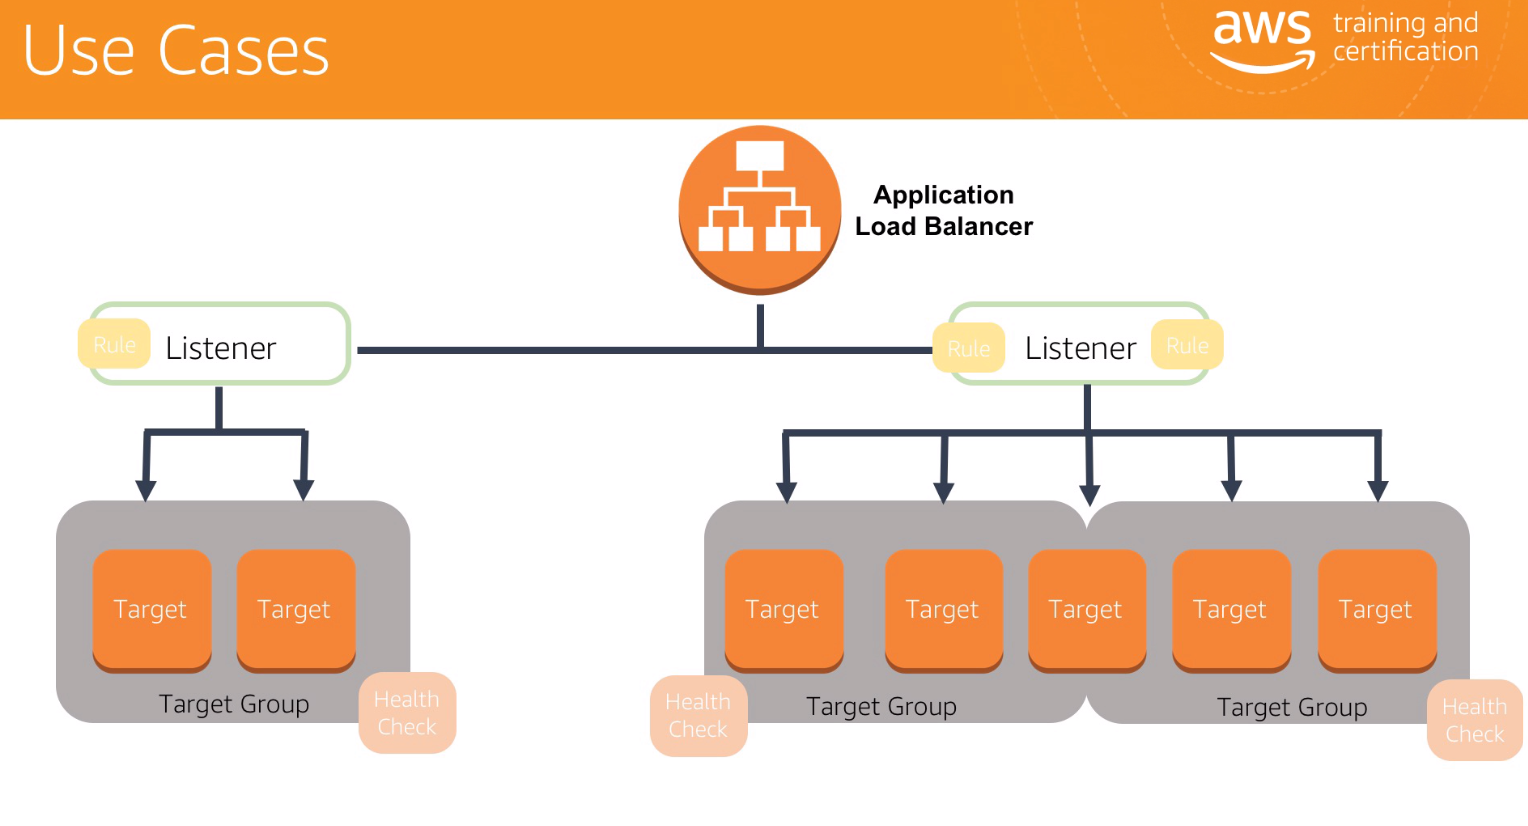 Use Cases
aws training and
certification
Application
Load Balancer
Rule Listener
Rule Listener Rule
Target Target
Target Target Target Target Target
Target Group
Health
Check
Health
Check
Target Group
Target Group
Health
Check